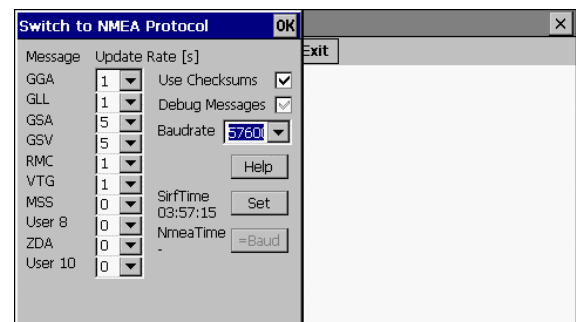 Switch to NMEA Protocol OK
Exit
Message Update Rate [s]
GGA 1 Use Checksums
GLL 1 Debug Messages
GSA 5 Baudrate 57600
GSV 5
RMC 1 Help
VTG 1
MSS 0 SirfTime 03:57:15 Set
User 8 0
ZDA 0 NmeaTime - =Baud
User 10 0